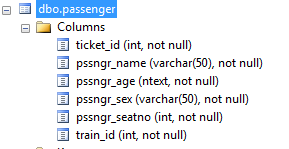 dbo.passenger
Columns
ticket_id (int, not null)
pssngr_name (varchar(50), not null)
pssngr_age (ntext, not null)
pssngr_sex (varchar(50), not null)
pssngr_seatno (int, not null)
train_id (int, not null)